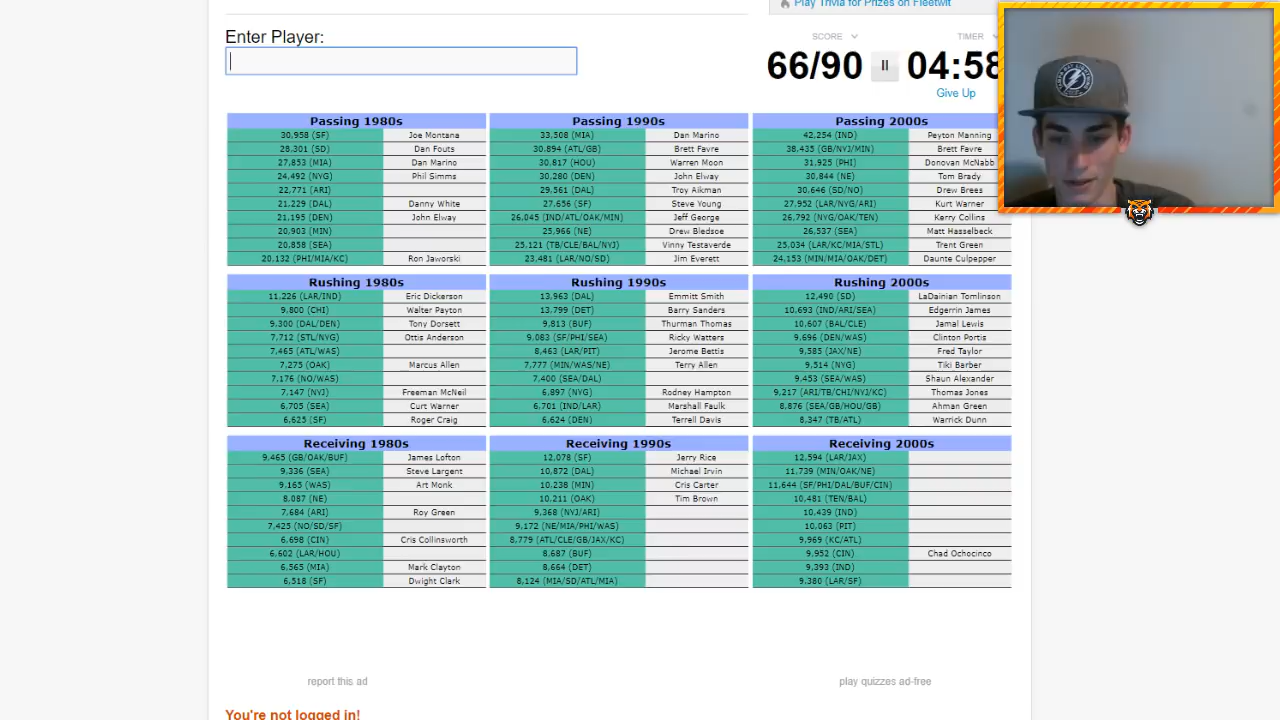 Play Trivia for Prizes on Fleetwit
Enter Player:
SCORE
TIMER
66/90
04:58
Give Up
Passing 1980s
30,958 (SF) Joe Montana
28,301 (SD) Dan Fouts
27,853 (MIA) Dan Marino
24,492 (NYG) Phil Simms
22,771 (ARI)
21,229 (DAL) Danny White
21,195 (DEN) John Elway
20,903 (MIN)
20,858 (SEA)
20,132 (PHI/MIA/KC) Ron Jaworski
Passing 1990s
33,508 (MIA) Dan Marino
30,894 (ATL/GB) Brett Favre
30,817 (HOU) Warren Moon
30,280 (DEN) John Elway
29,561 (DAL) Troy Aikman
27,656 (SF) Steve Young
26,045 (IND/ATL/OAK/MIN) Jeff George
25,966 (NE) Drew Bledsoe
25,121 (TB/CLE/BAL/NYJ) Vinny Testaverde
23,481 (LAR/NO/SD) Jim Everett
Passing 2000s
42,254 (IND) Peyton Manning
38,435 (GB/NYJ/MIN) Brett Favre
31,925 (PHI) Donovan McNabb
30,844 (NE) Tom Brady
30,646 (SD/NO) Drew Brees
27,952 (LAR/NYG/ARI) Kurt Warner
26,792 (NYG/OAK/TEN) Kerry Collins
26,537 (SEA) Matt Hasselbeck
25,034 (LAR/KC/MIA/STL) Trent Green
24,153 (MIN/MIA/OAK/DET) Daunte Culpepper
Rushing 1980s
11,226 (LAR/IND) Eric Dickerson
9,800 (CHI) Walter Payton
9,300 (DAL/DEN) Tony Dorsett
7,712 (STL/NYG) Ottis Anderson
7,465 (ATL/WAS)
7,275 (OAK) Marcus Allen
7,176 (NO/WAS)
7,147 (NYJ) Freeman McNeil
6,705 (SEA) Curt Warner
6,625 (SF) Roger Craig
Rushing 1990s
13,963 (DAL) Emmitt Smith
13,799 (DET) Barry Sanders
9,813 (BUF) Thurman Thomas
9,083 (SF/PHI/SEA) Ricky Watters
8,463 (LAR/PIT) Jerome Bettis
7,777 (MIN/WAS/NE) Terry Allen
7,400 (SEA/DAL)
6,897 (NYG) Rodney Hampton
6,701 (IND/LAR) Marshall Faulk
6,624 (DEN) Terrell Davis
Rushing 2000s
12,490 (SD) LaDainian Tomlinson
10,693 (IND/ARI/SEA) Edgerrin James
10,607 (BAL/CLE) Jamal Lewis
9,696 (DEN/WAS) Clinton Portis
9,585 (JAX/NE) Fred Taylor
9,514 (NYG) Tiki Barber
9,453 (SEA/WAS) Shaun Alexander
9,217 (ARI/TB/CHI/NYJ/KC) Thomas Jones
8,876 (SEA/GB/HOU/GB) Ahman Green
8,347 (TB/ATL) Warrick Dunn
Receiving 1980s
9,465 (GB/OAK/BUF) James Lofton
9,336 (SEA) Steve Largent
9,165 (WAS) Art Monk
8,087 (NE)
7,684 (ARI) Roy Green
7,425 (NO/SD/SF)
6,698 (CIN) Cris Collinsworth
6,602 (LAR/HOU)
6,565 (MIA) Mark Clayton
6,518 (SF) Dwight Clark
Receiving 1990s
12,078 (SF) Jerry Rice
10,872 (DAL) Michael Irvin
10,238 (MIN) Cris Carter
10,211 (OAK) Tim Brown
9,368 (NYJ/ARI)
9,172 (NE/MIA/PHI/WAS)
8,779 (ATL/CLE/GB/JAX/KC)
8,687 (BUF)
8,664 (DET)
8,124 (MIA/SD/ATL/MIA)
Receiving 2000s
12,594 (LAR/JAX)
11,739 (MIN/OAK/NE)
11,644 (SF/PHI/DAL/BUF/CIN)
10,481 (TEN/BAL)
10,439 (IND)
10,063 (PIT)
9,969 (KC/ATL)
9,952 (CIN) Chad Ochocinco
9,393 (IND)
9,380 (LAR/SF)
report this ad
play quizzes ad-free
You're not logged in!